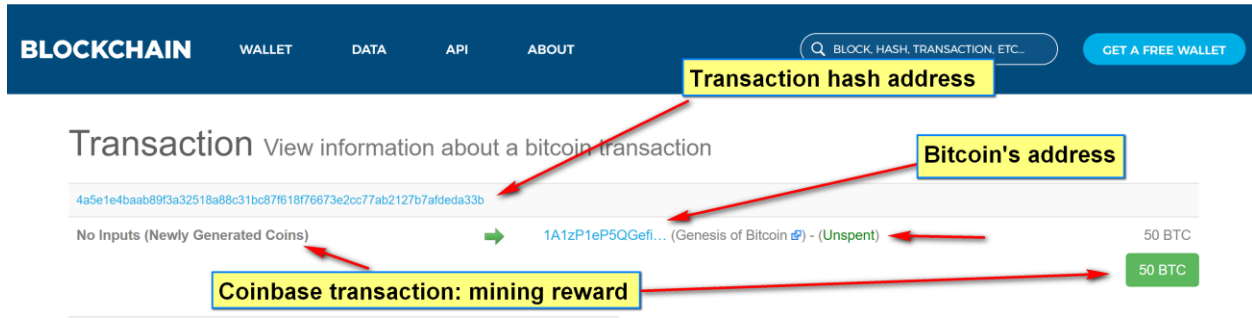 BLOCKCHAIN WALLET DATA API ABOUT BLOCK, HASH, TRANSACTION, ETC... GET A FREE WALLET
Transaction hash address
Transaction View information about a bitcoin transaction
Bitcoin's address
4a5e1e4baab89f3a32518a88c31bc87f618f76673e2cc77ab2127b7afdeda33b
No Inputs (Newly Generated Coins) 1A1zP1eP5QGefi... (Genesis of Bitcoin) - (Unspent) 50 BTC
50 BTC
Coinbase transaction: mining reward